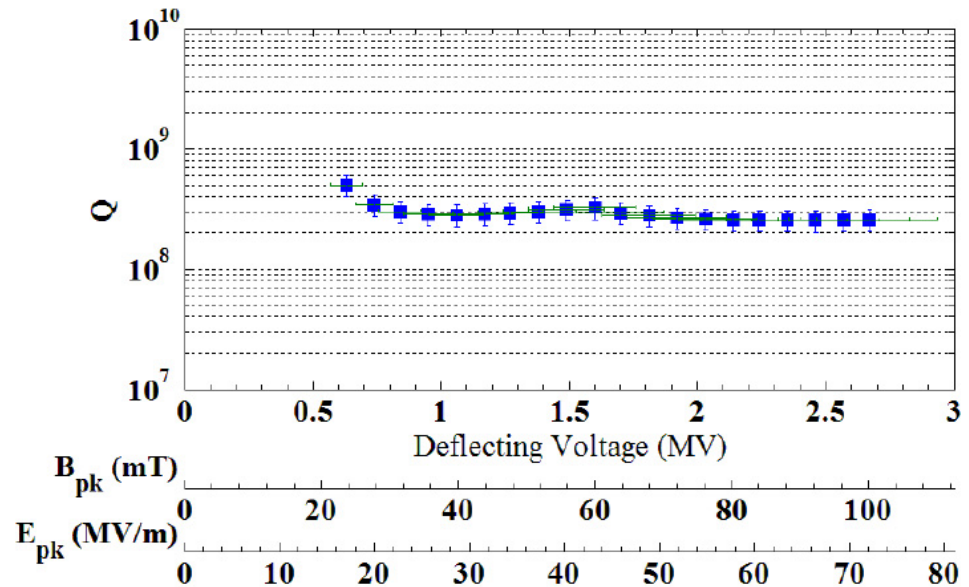 10^10
10^9
Q
10^8
10^7
0 0.5 1 1.5 2 2.5 3
Deflecting Voltage (MV)
B_pk (mT)
0 20 40 60 80 100
E_pk (MV/m)
0 10 20 30 40 50 60 70 80